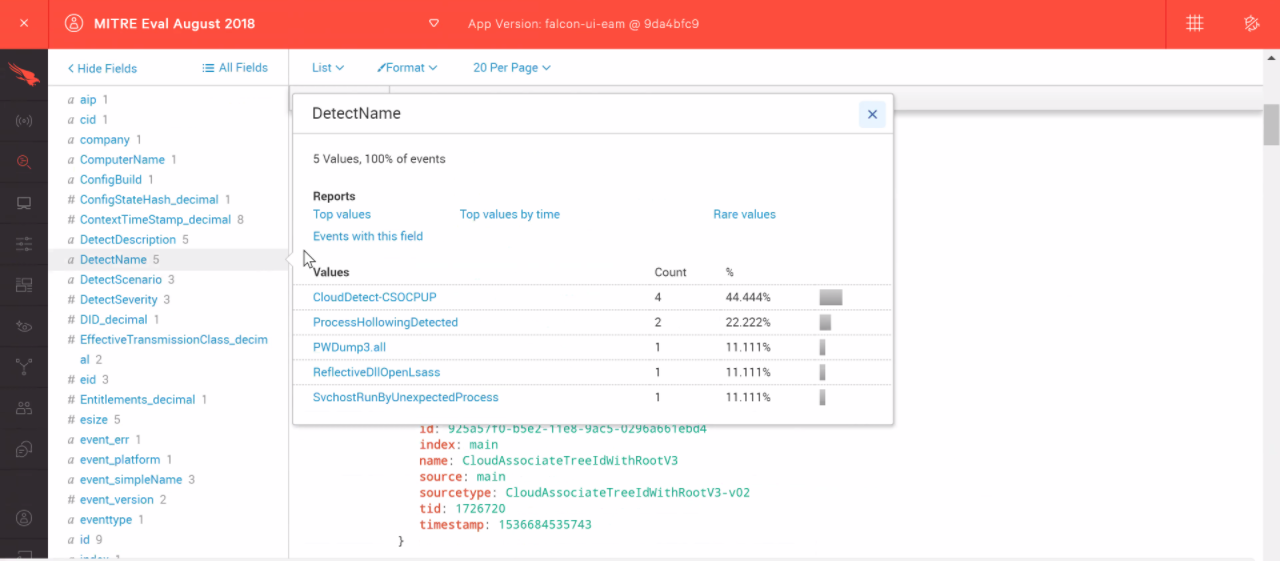 MITRE Eval August 2018
App Version: falcon-ui-eam @ 9da4bfc9
Hide Fields
All Fields
List
Format
20 Per Page
a aip 1
a cid 1
a company 1
a ComputerName 1
a ConfigBuild 1
# ConfigStateHash_decimal 1
# ContextTimeStamp_decimal 8
a DetectDescription 5
a DetectName 5
a DetectScenario 3
# DetectSeverity 3
# DID_decimal 1
# EffectiveTransmissionClass_decim
al 2
# eid 3
# Entitlements_decimal 1
# esize 5
a event_err 1
a event_platform 1
a event_simpleName 3
# event_version 2
a eventtype 1
a id 9
DetectName
5 Values, 100% of events
Reports
Top values
Top values by time
Rare values
Events with this field
Values Count %
CloudDetect-CSOCPUP 4 44.444%
ProcessHollowingDetected 2 22.222%
PWDump3.all 1 11.111%
ReflectiveDllOpenLsass 1 11.111%
SvchostRunByUnexpectedProcess 1 11.111%
id: 925a57f0-b5e2-11e8-9ac5-0296a661ebd4
index: main
name: CloudAssociateTreeIdWithRootV3
source: main
sourcetype: CloudAssociateTreeIdWithRootV3-v02
tid: 1726720
timestamp: 1536684535743
}